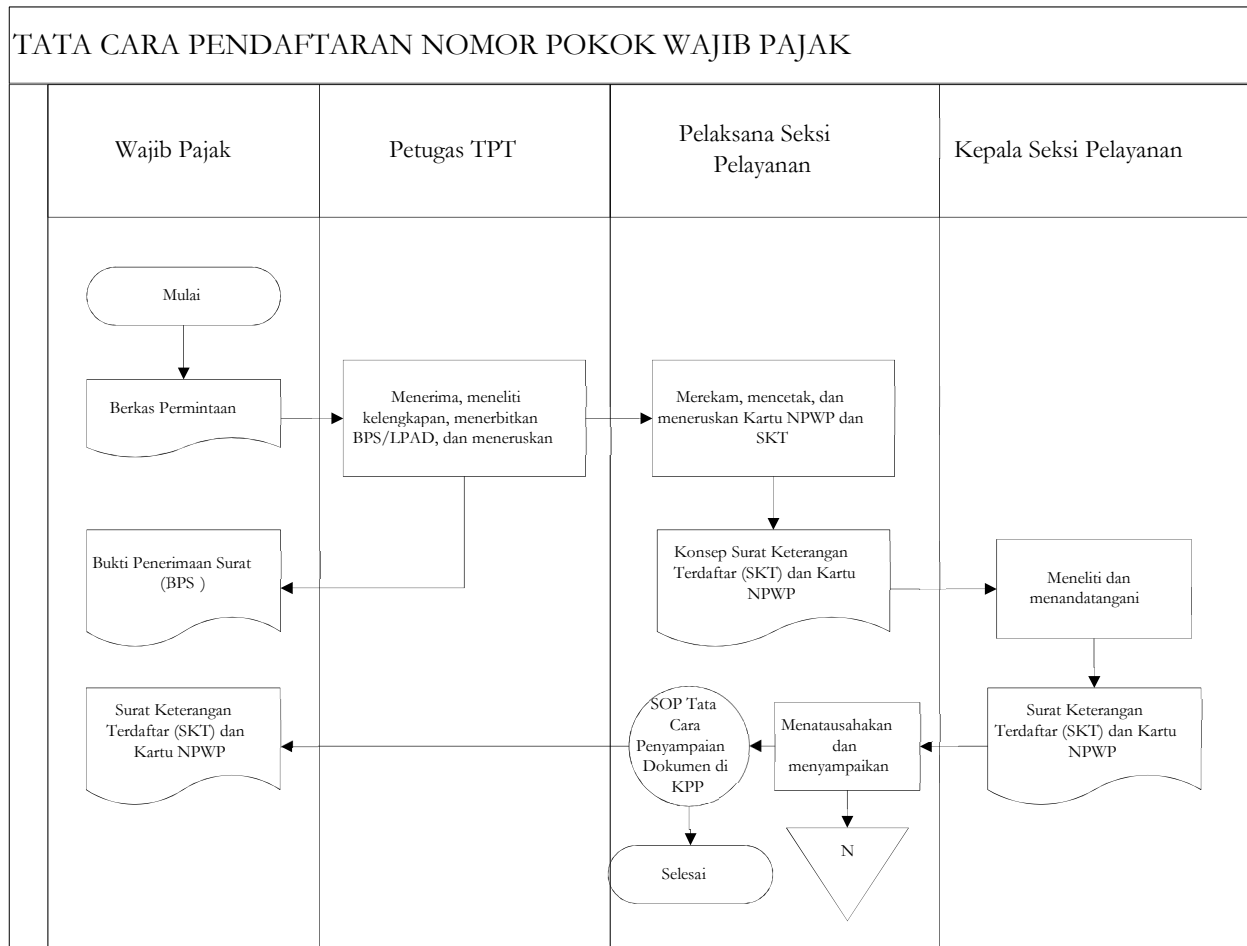 TATA CARA PENDAFTARAN NOMOR POKOK WAJIB PAJAK
Wajib Pajak
Petugas TPT
Pelaksana Seksi
Pelayanan
Kepala Seksi Pelayanan
Mulai
Berkas Permintaan
Menerima, meneliti
kelengkapan, menerbitkan
BPS/LPAD, dan meneruskan
Merekam, mencetak, dan
meneruskan Kartu NPWP dan
SKT
Bukti Penerimaan Surat
(BPS )
Konsep Surat Keterangan
Terdaftar (SKT) dan Kartu
NPWP
Meneliti dan
menandatangani
Surat Keterangan
Terdaftar (SKT) dan
Kartu NPWP
SOP Tata
Cara
Penyampaian
Dokumen di
KPP
Menatausahakan
dan
menyampaikan
Surat Keterangan
Terdaftar (SKT) dan Kartu
NPWP
Selesai
N